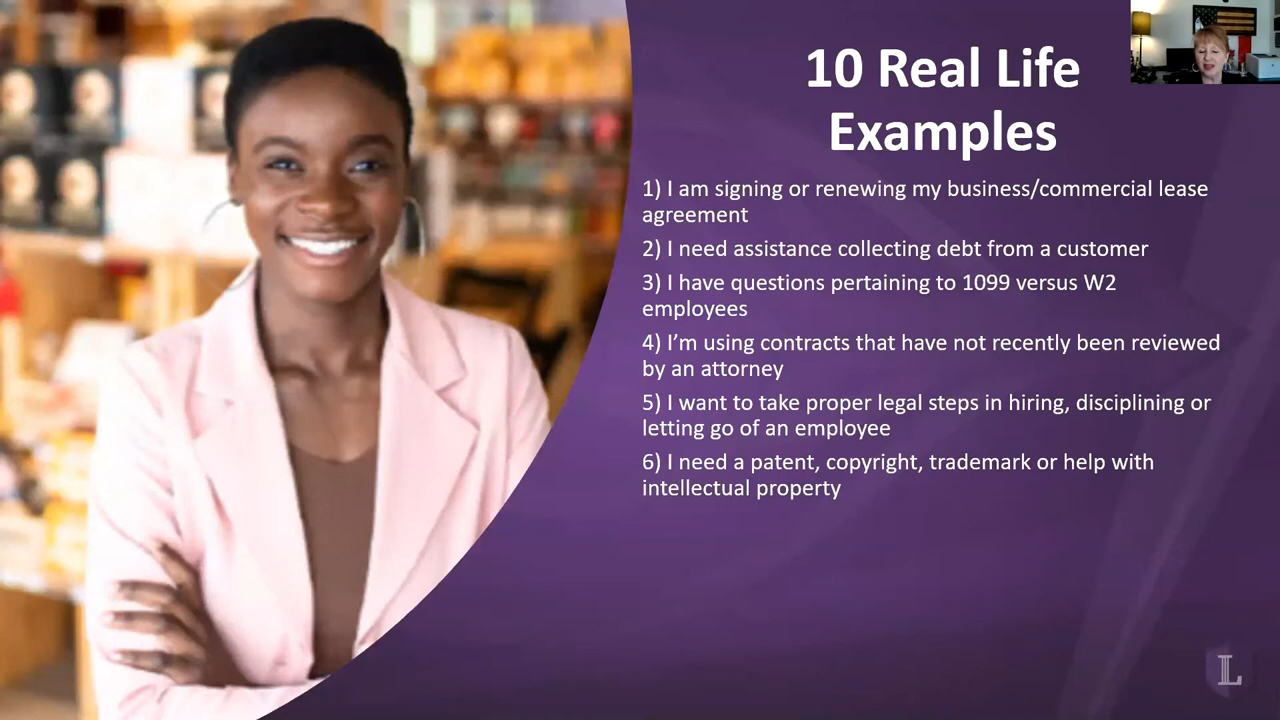 10 Real Life
Examples
1) I am signing or renewing my business/commercial lease
agreement
2) I need assistance collecting debt from a customer
3) I have questions pertaining to 1099 versus W2
employees
4) I’m using contracts that have not recently been reviewed
by an attorney
5) I want to take proper legal steps in hiring, disciplining or
letting go of an employee
6) I need a patent, copyright, trademark or help with
intellectual property
L